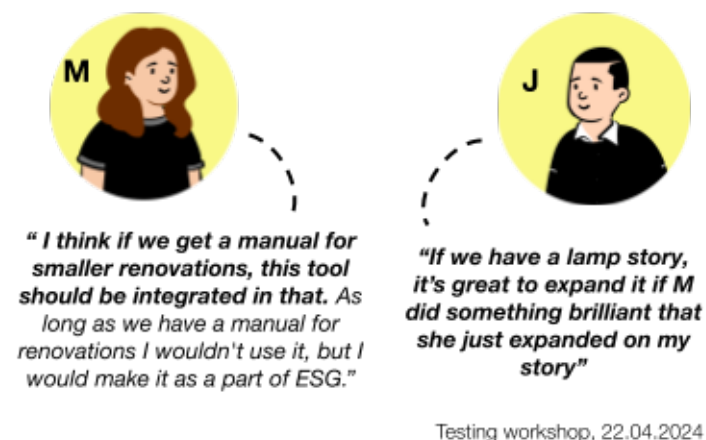 M
“ I think if we get a manual for
smaller renovations, this tool
should be integrated in that. As
long as we have a manual for
renovations I wouldn't use it, but I
would make it as a part of ESG.”
J
“If we have a lamp story,
it’s great to expand it if M
did something brilliant that
she just expanded on my
story”
Testing workshop, 22.04.2024